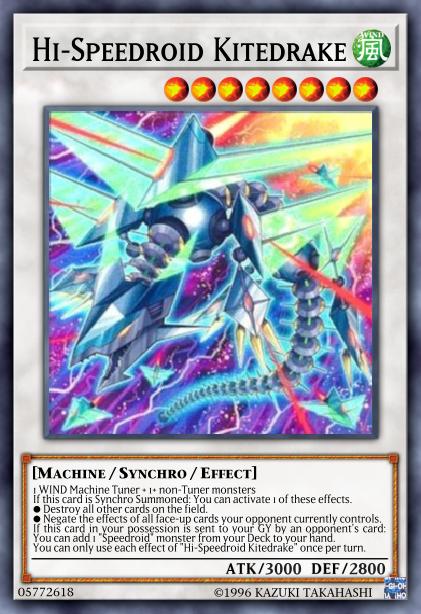 HI-SPEEDROID KITEDRAKE
WIND
風
[MACHINE / SYNCHRO / EFFECT]
1 WIND Machine Tuner + 1+ non-Tuner monsters
If this card is Synchro Summoned: You can activate 1 of these effects.
● Destroy all other cards on the field.
● Negate the effects of all face-up cards your opponent currently controls.
If this card in your possession is sent to your GY by an opponent's card:
You can add 1 "Speedroid" monster from your Deck to your hand.
You can only use each effect of "Hi-Speedroid Kitedrake" once per turn.
ATK/3000 DEF/2800
05772618 ©1996 KAZUKI TAKAHASHI